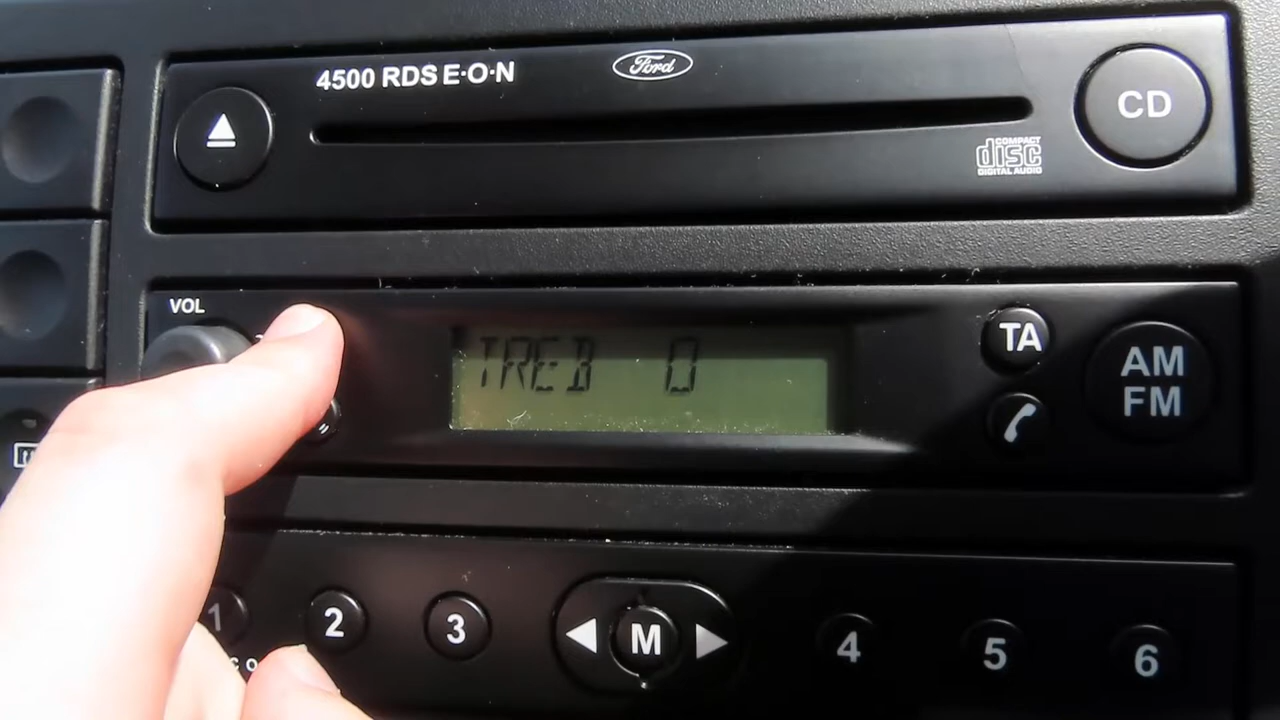 4500 RDS E·O·N
Ford
CD
COMPACT
disc
DIGITAL AUDIO
VOL
TREB 0
TA
AM
FM
1 2 3 M 4 5 6